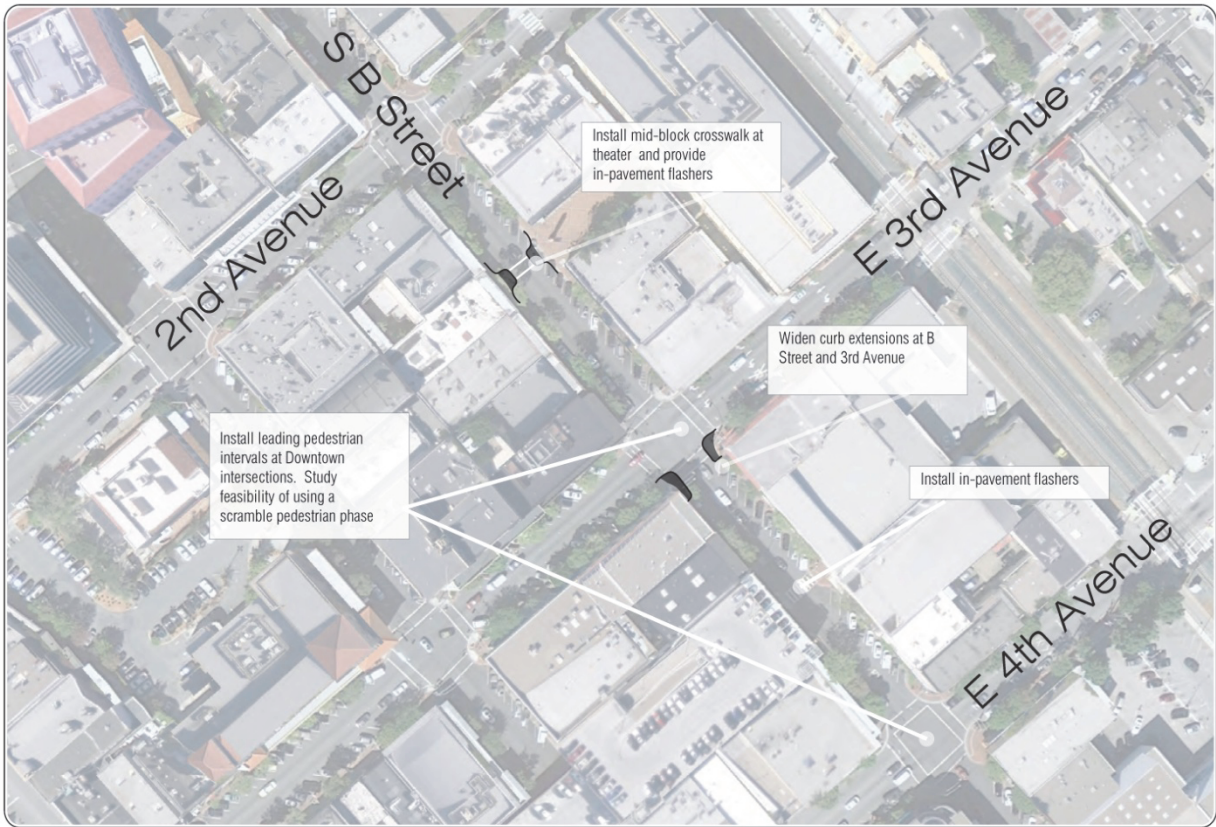 S B Street
2nd Avenue
E 3rd Avenue
E 4th Avenue
Install mid-block crosswalk at
theater and provide
in-pavement flashers
Widen curb extensions at B
Street and 3rd Avenue
Install leading pedestrian
intervals at Downtown
intersections. Study
feasibility of using a
scramble pedestrian phase
Install in-pavement flashers